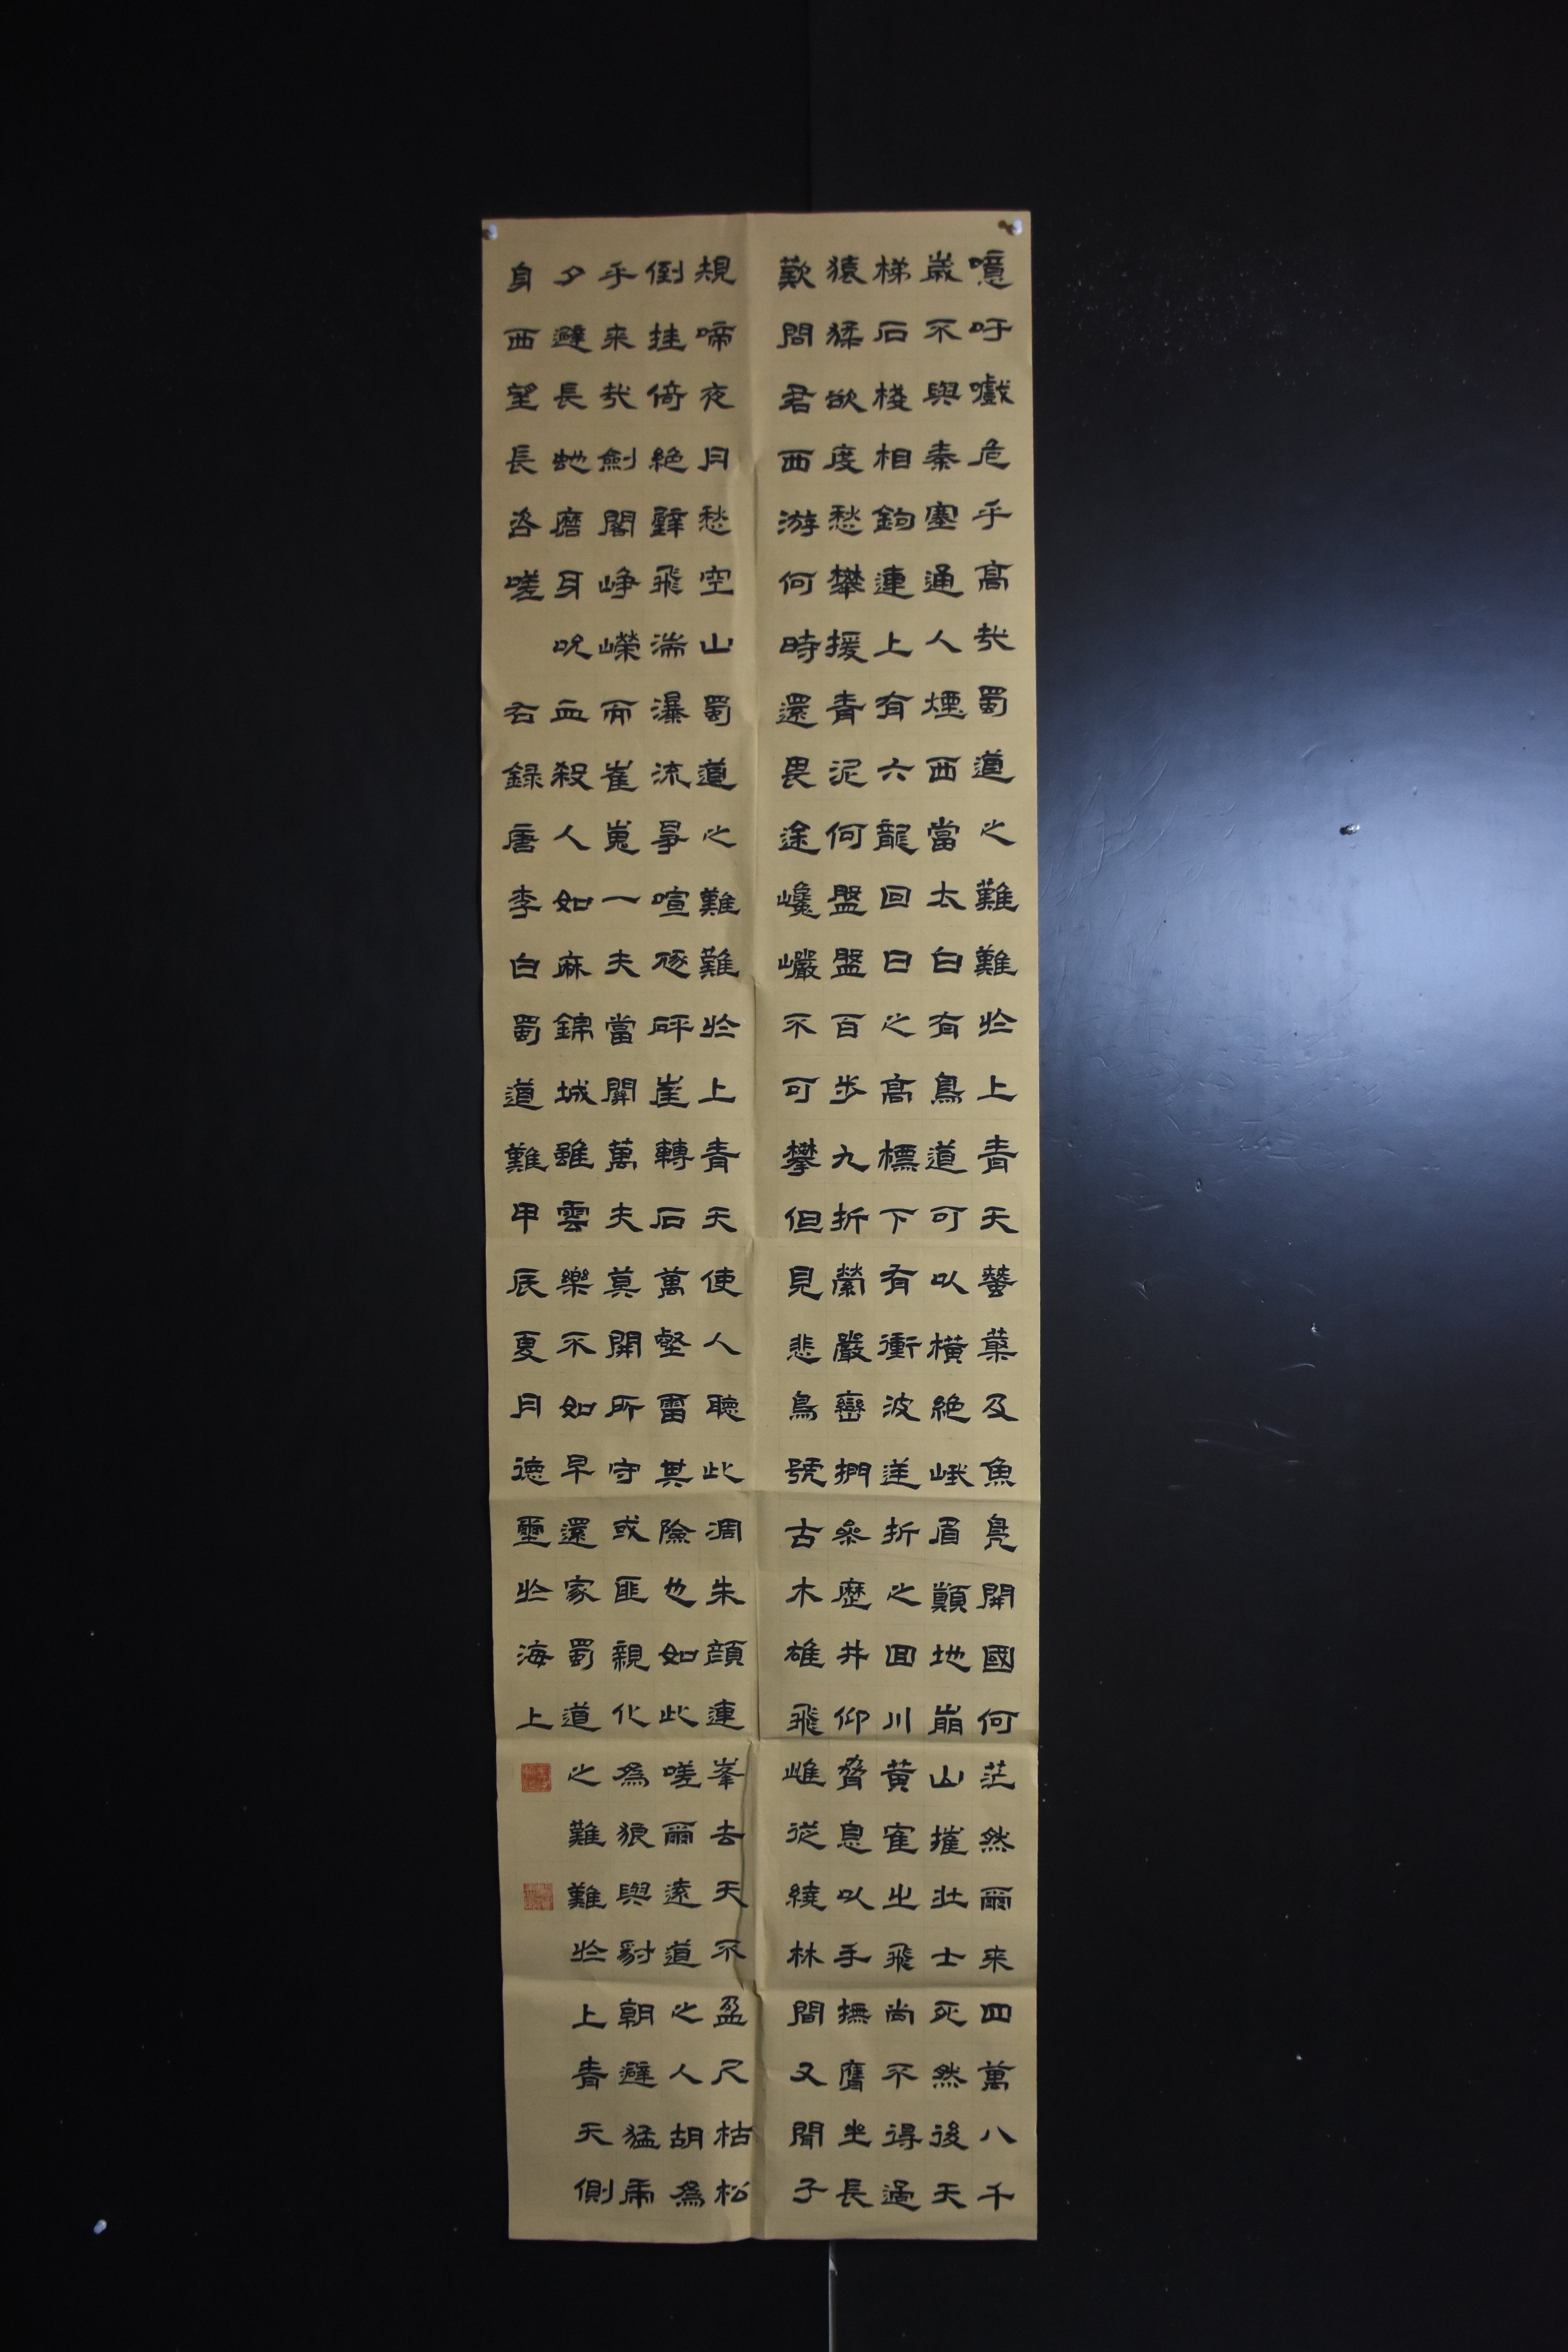 噫吁嚱危乎高哉蜀道之難難於上青天蠶叢及魚鳧開國何茫然爾来四萬八千
歲不與秦塞通人煙西當太白有鳥道可以橫絕峨眉顛地崩山摧壯士死然後天
梯石棧相鉤連上有六龍回日之高標下有衝波逆折之囬川黃寉之飛尚不得過
猿猱欲度愁攀援青泥何盤盤百步九折縈巖巒捫參歷井仰脅息以手撫膺坐長
歎問君西游何時還畏途巉巖不可攀但見悲鳥號古木雄飛雌從繞林間又聞子
規啼夜月愁空山蜀道之難難於上青天使人聽此凋朱顏連峯去天不盈尺枯松
倒挂倚絕壁飛湍瀑流爭喧豗砯崖轉石萬壑雷其險也如此嗟爾遠道之人胡爲
乎来哉劍閣崢嶸而崔嵬一夫當關萬夫莫開所守或匪親化爲狼與豺朝避猛虎
夕避長蛇磨牙吮血殺人如麻錦城雖雲樂不如早還家蜀道之難難於上青天側
身西望長咨嗟 右錄唐李白蜀道難甲辰夏月德壐於海上